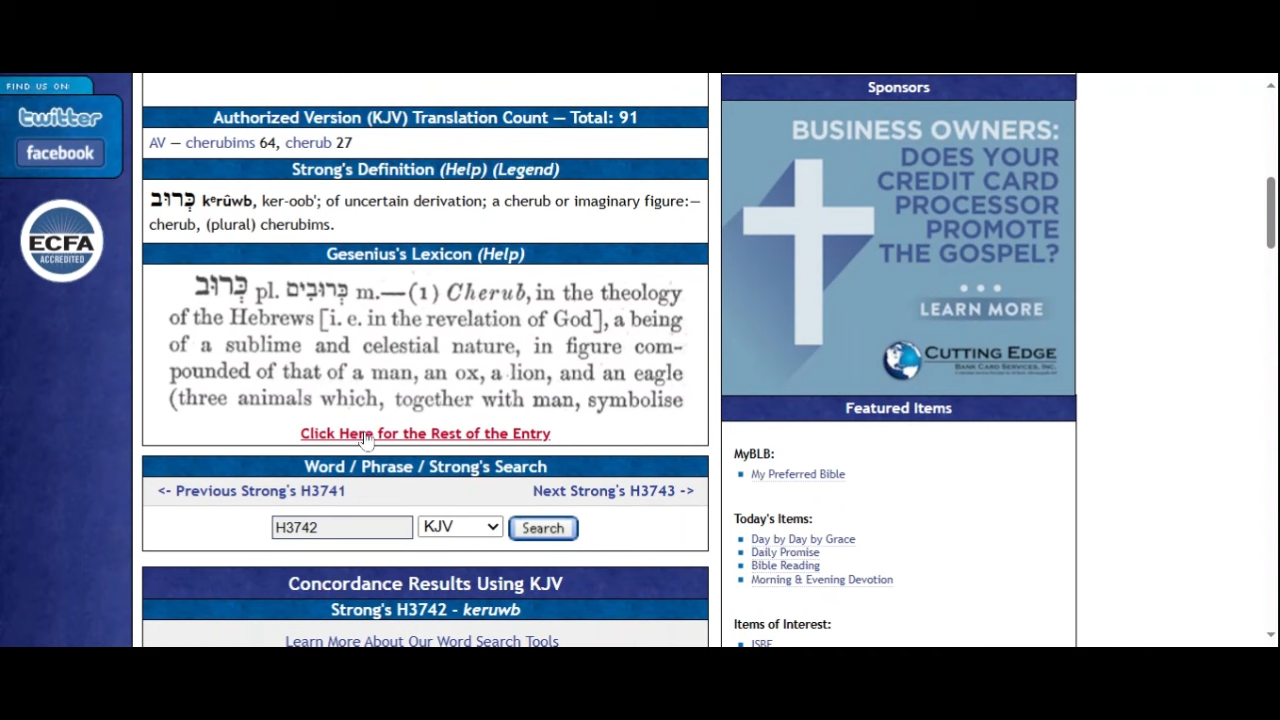 FIND US ON:
twitter
facebook
ECFA
ACCREDITED
Authorized Version (KJV) Translation Count — Total: 91
AV — cherubims 64, cherub 27
Strong's Definition (Help) (Legend)
כְּרוּב kᵉrûwb, ker-oob'; of uncertain derivation; a cherub or imaginary figure:—
cherub, (plural) cherubims.
Gesenius's Lexicon (Help)
כְּרוּב pl. כְּרוּבִים m.—(1) Cherub, in the theology
of the Hebrews [i. e. in the revelation of God], a being
of a sublime and celestial nature, in figure com-
pounded of that of a man, an ox, a lion, and an eagle
(three animals which, together with man, symbolise
Click Here for the Rest of the Entry
Word / Phrase / Strong's Search
<- Previous Strong's H3741 Next Strong's H3743 ->
H3742 KJV Search
Concordance Results Using KJV
Strong's H3742 - keruwb
Learn More About Our Word Search Tools
Sponsors
BUSINESS OWNERS:
DOES YOUR
CREDIT CARD
PROCESSOR
PROMOTE
THE GOSPEL?
LEARN MORE
CUTTING EDGE
BANK CARD SERVICES, INC.
Featured Items
MyBLB:
My Preferred Bible
Today's Items:
Day by Day by Grace
Daily Promise
Bible Reading
Morning & Evening Devotion
Items of Interest:
ISBE